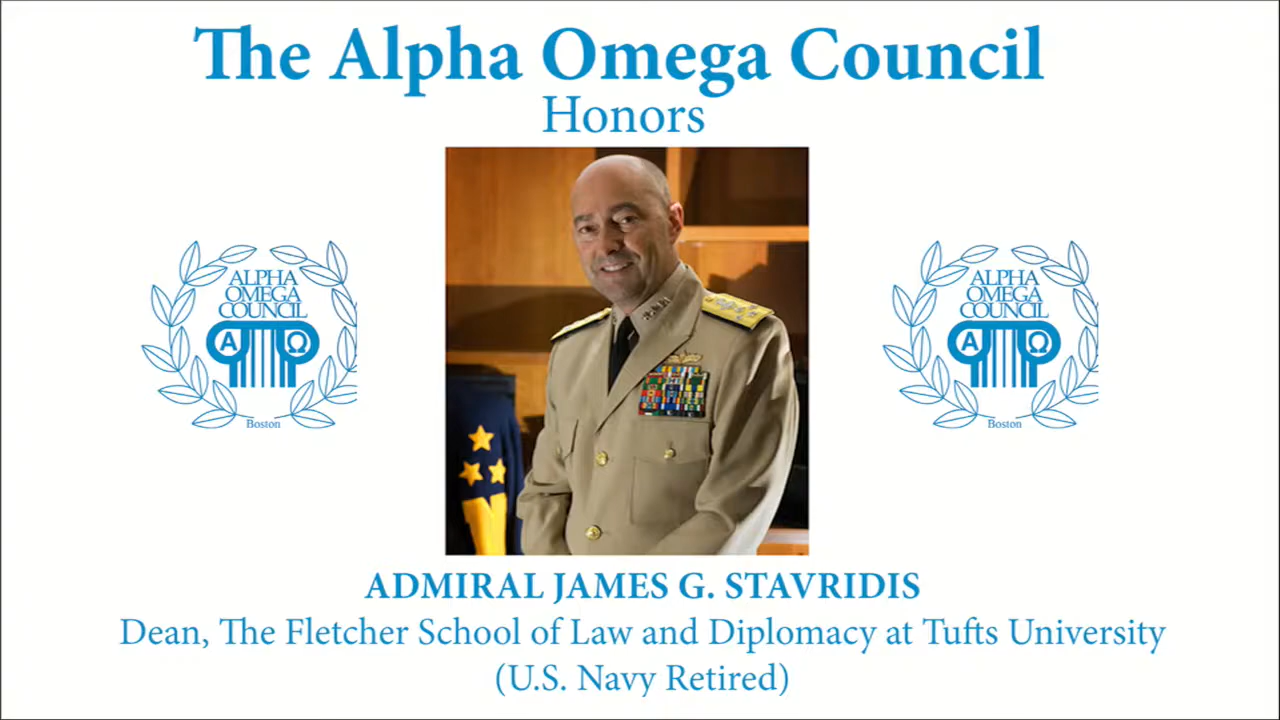 The Alpha Omega Council
Honors
ALPHA
OMEGA
COUNCIL
Α Ω
Boston
ALPHA
OMEGA
COUNCIL
Α Ω
Boston
ADMIRAL JAMES G. STAVRIDIS
Dean, The Fletcher School of Law and Diplomacy at Tufts University
(U.S. Navy Retired)